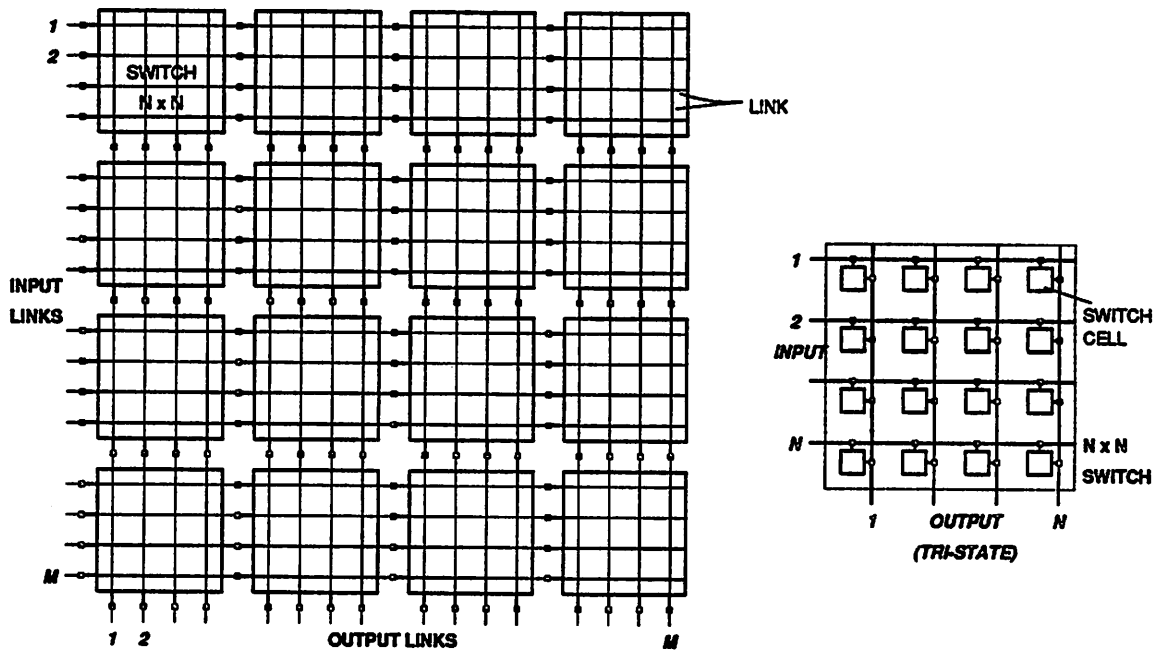 1
2
SWITCH
N x N
LINK
INPUT
LINKS
M
1 2 OUTPUT LINKS M
1
2
INPUT
N
SWITCH
CELL
N x N
SWITCH
1 OUTPUT N
(TRI-STATE)